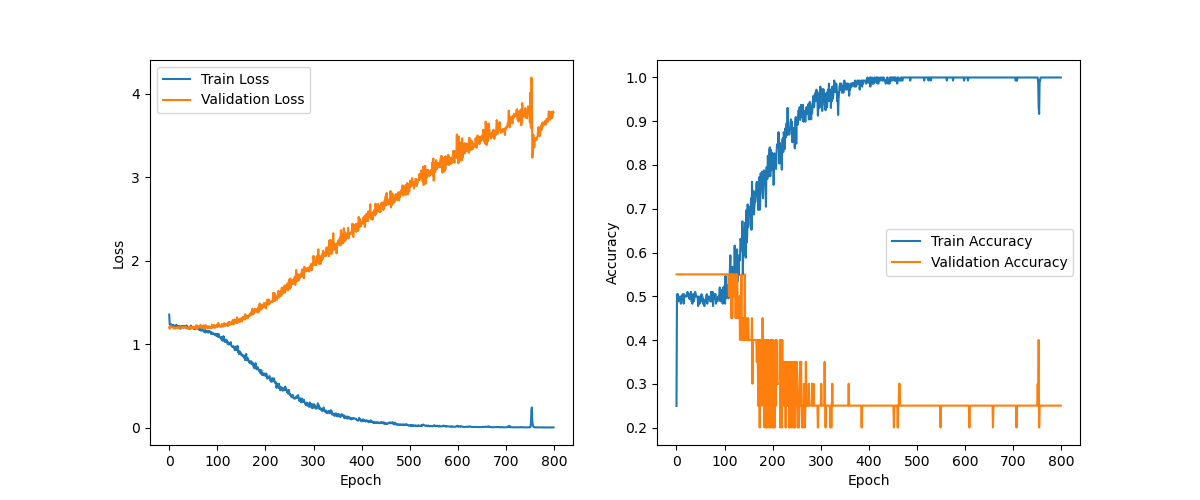 Train Loss
Validation Loss
4
3
2
1
0
Loss
0 100 200 300 400 500 600 700 800
Epoch
1.0
0.9
0.8
0.7
0.6
0.5
0.4
0.3
0.2
Accuracy
Train Accuracy
Validation Accuracy
0 100 200 300 400 500 600 700 800
Epoch